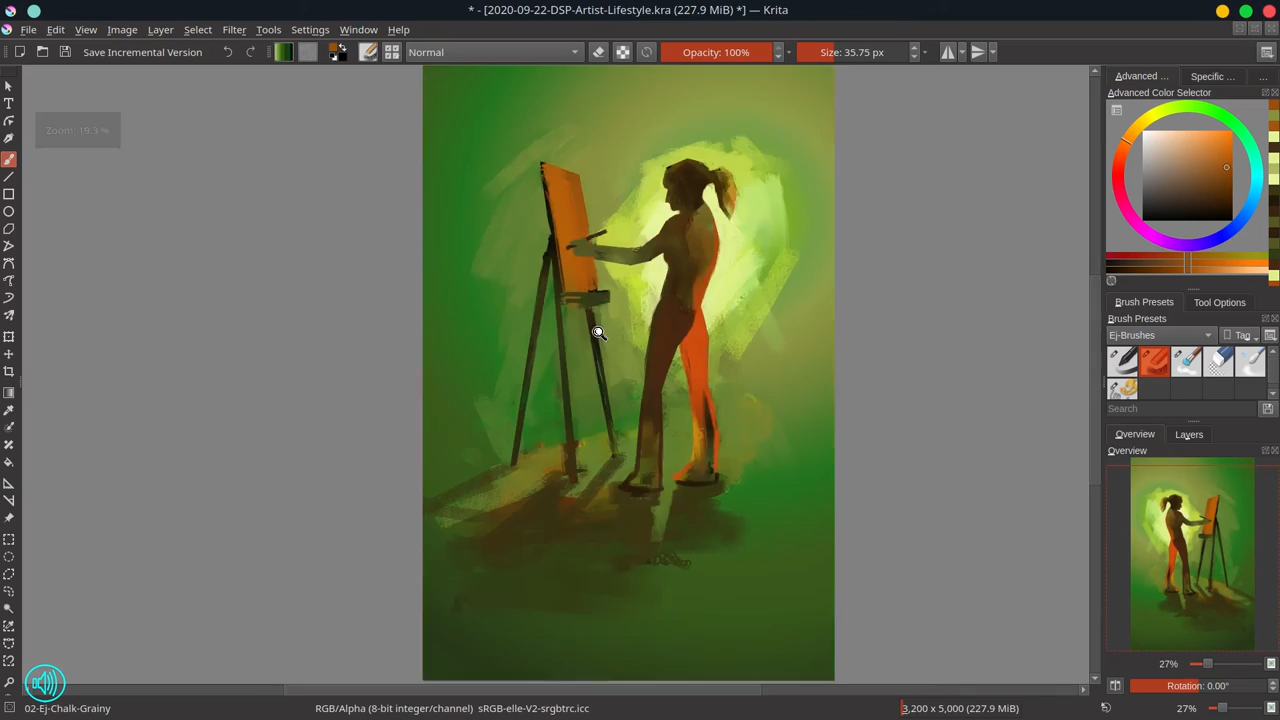 * - [2020-09-22-DSP-Artist-Lifestyle.kra (227.9 MiB) *] — Krita
File Edit View Image Layer Select Filter Tools Settings Window Help
Save Incremental Version Normal Opacity: 100% Size: 35.75 px
Advanced ... Specific ... ...
Advanced Color Selector
Zoom: 19.3 %
Brush Presets Tool Options
Brush Presets
Ej-Brushes Tag
Search
Overview Layers
Overview
27%
Rotation: 0.00°
02-Ej-Chalk-Grainy RGB/Alpha (8-bit integer/channel) sRGB-elle-V2-srgbtrc.icc 3,200 x 5,000 (227.9 MiB) 27%